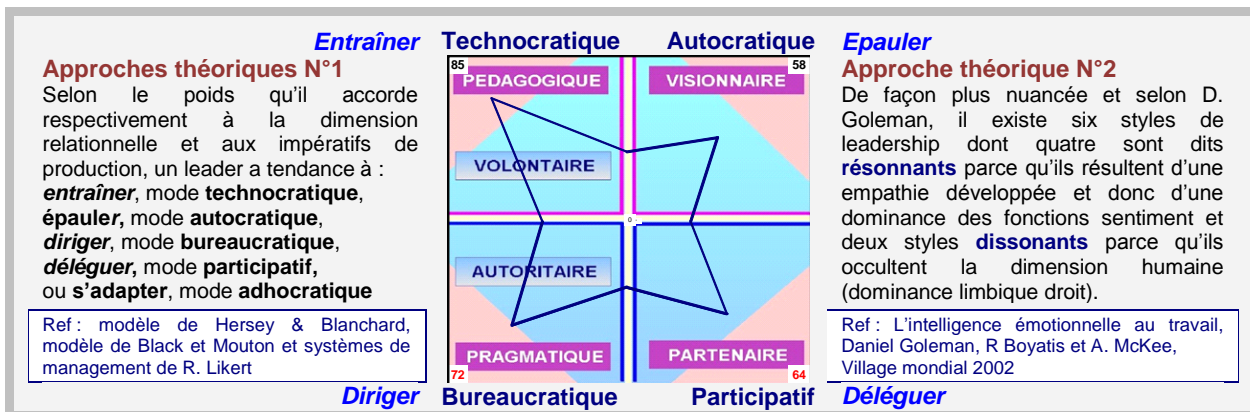 Entraîner Technocratique Autocratique Epauler
Approches théoriques N°1
Selon le poids qu'il accorde
respectivement à la dimension
relationnelle et aux impératifs de
production, un leader a tendance à :
entraîner, mode technocratique,
épauler, mode autocratique,
diriger, mode bureaucratique,
déléguer, mode participatif,
ou s'adapter, mode adhocratique
Ref : modèle de Hersey & Blanchard,
modèle de Black et Mouton et systèmes de
management de R. Likert
85 58
PEDAGOGIQUE VISIONNAIRE
VOLONTAIRE
0
AUTORITAIRE
PRAGMATIQUE PARTENAIRE
72 64
Approche théorique N°2
De façon plus nuancée et selon D.
Goleman, il existe six styles de
leadership dont quatre sont dits
résonnants parce qu'ils résultent d'une
empathie développée et donc d'une
dominance des fonctions sentiment et
deux styles dissonants parce qu'ils
occultent la dimension humaine
(dominance limbique droit).
Ref : L'intelligence émotionnelle au travail,
Daniel Goleman, R Boyatis et A. McKee,
Village mondial 2002
Diriger Bureaucratique Participatif Déléguer